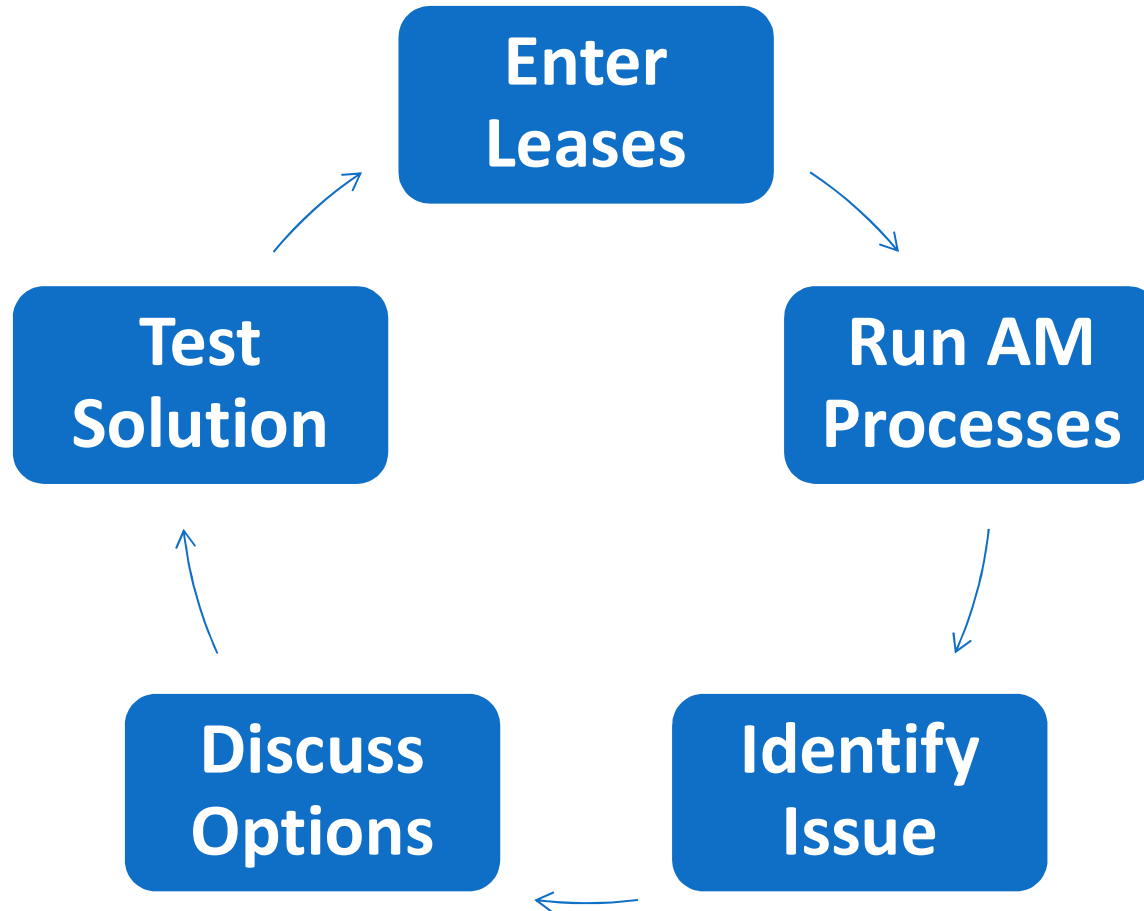 Enter
Leases
Run AM
Processes
Identify
Issue
Discuss
Options
Test
Solution